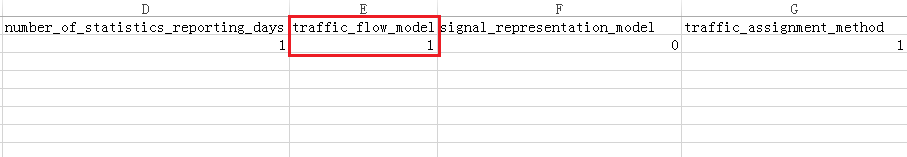 D E F G
number_of_statistics_reporting_days traffic_flow_model signal_representation_model traffic_assignment_method
1 1 0 1